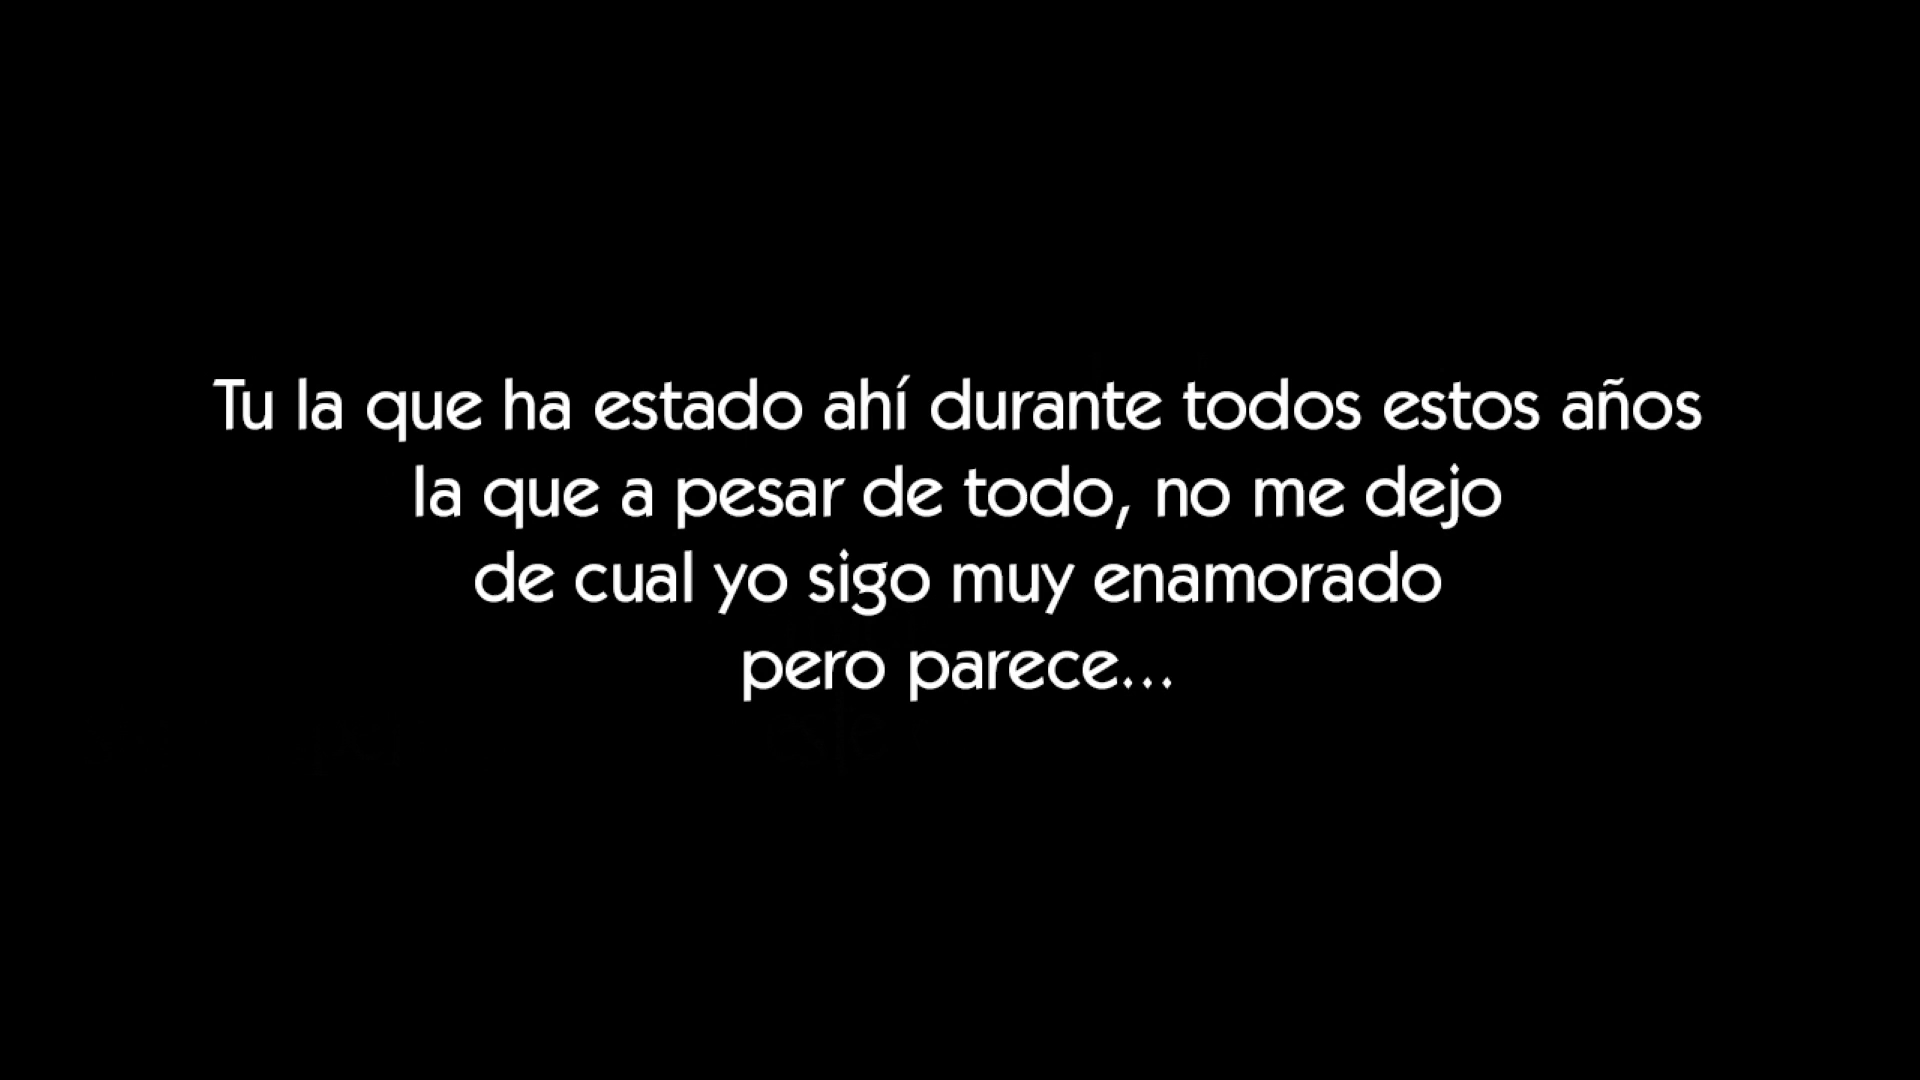 Tu la que ha estado ahí durante todos estos años
la que a pesar de todo, no me dejo
de cual yo sigo muy enamorado
pero parece...